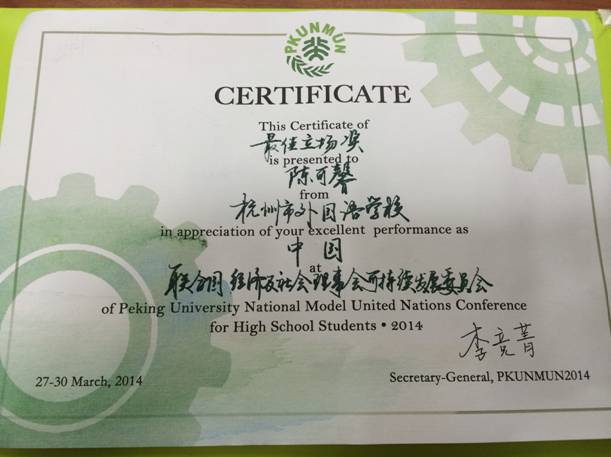 PKUNMUN
CERTIFICATE
This Certificate of
最佳立场奖
is presented to
陈可馨
from
杭州市外国语学校
in appreciation of your excellent performance as
中国
at
联合国经济及社会理事会可持续发展委员会
of Peking University National Model United Nations Conference
for High School Students • 2014
李竞菁
27-30 March, 2014
Secretary-General, PKUNMUN2014